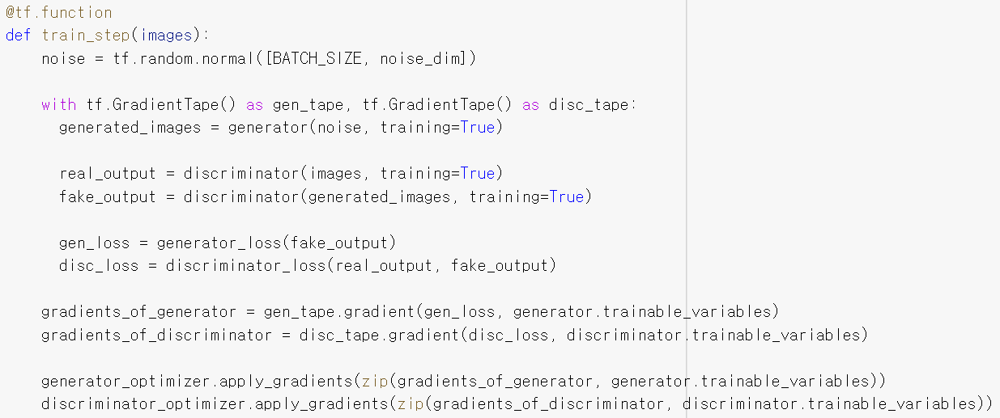 @tf.function
def train_step(images):
    noise = tf.random.normal([BATCH_SIZE, noise_dim])

    with tf.GradientTape() as gen_tape, tf.GradientTape() as disc_tape:
      generated_images = generator(noise, training=True)

      real_output = discriminator(images, training=True)
      fake_output = discriminator(generated_images, training=True)

      gen_loss = generator_loss(fake_output)
      disc_loss = discriminator_loss(real_output, fake_output)

    gradients_of_generator = gen_tape.gradient(gen_loss, generator.trainable_variables)
    gradients_of_discriminator = disc_tape.gradient(disc_loss, discriminator.trainable_variables)

    generator_optimizer.apply_gradients(zip(gradients_of_generator, generator.trainable_variables))
    discriminator_optimizer.apply_gradients(zip(gradients_of_discriminator, discriminator.trainable_variables))